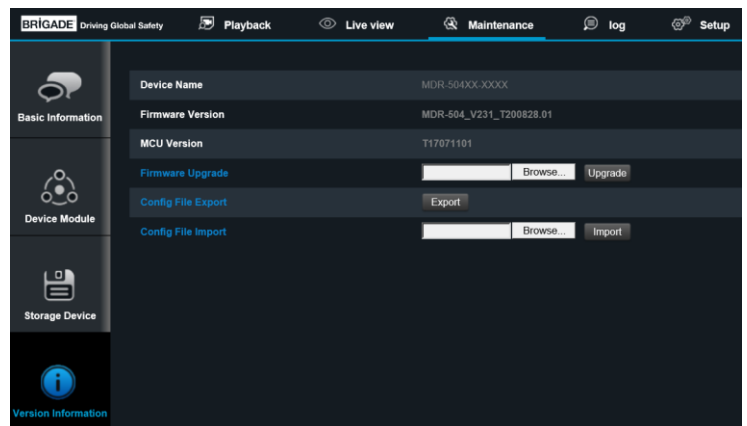 BRIGADE Driving Global Safety Playback Live view Maintenance log Setup
Basic Information
Device Module
Storage Device
Version Information
Device Name MDR-504XX-XXXX
Firmware Version MDR-504_V231_T200828.01
MCU Version T17071101
Firmware Upgrade Browse... Upgrade
Config File Export Export
Config File Import Browse... Import